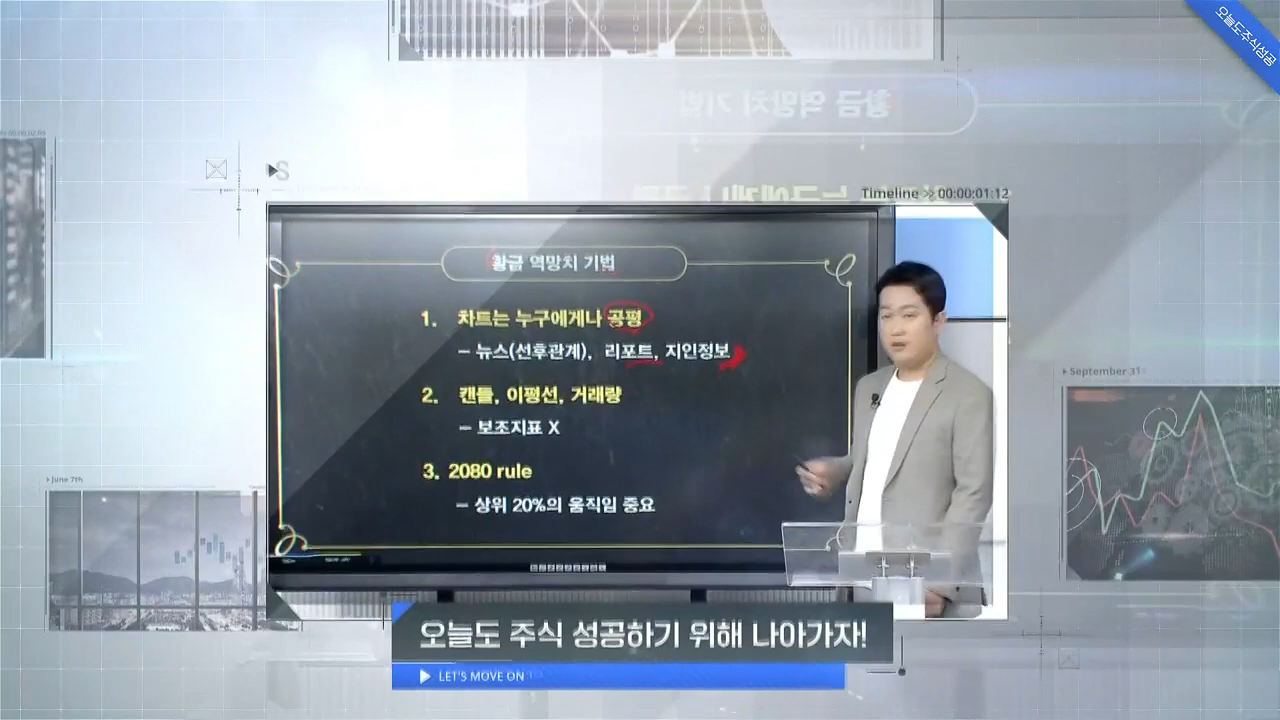 오늘도주식성공
황금 역망치 기법
Timeline ≫ 00:00:01:12
황금 역망치 기법
1. 차트는 누구에게나 공평
– 뉴스(선후관계), 리포트, 지인정보
2. 캔들, 이평선, 거래량
– 보조지표 X
3. 2080 rule
– 상위 20%의 움직임 중요
September 31
June 7th
오늘도 주식 성공하기 위해 나아가자!
LET'S MOVE ON